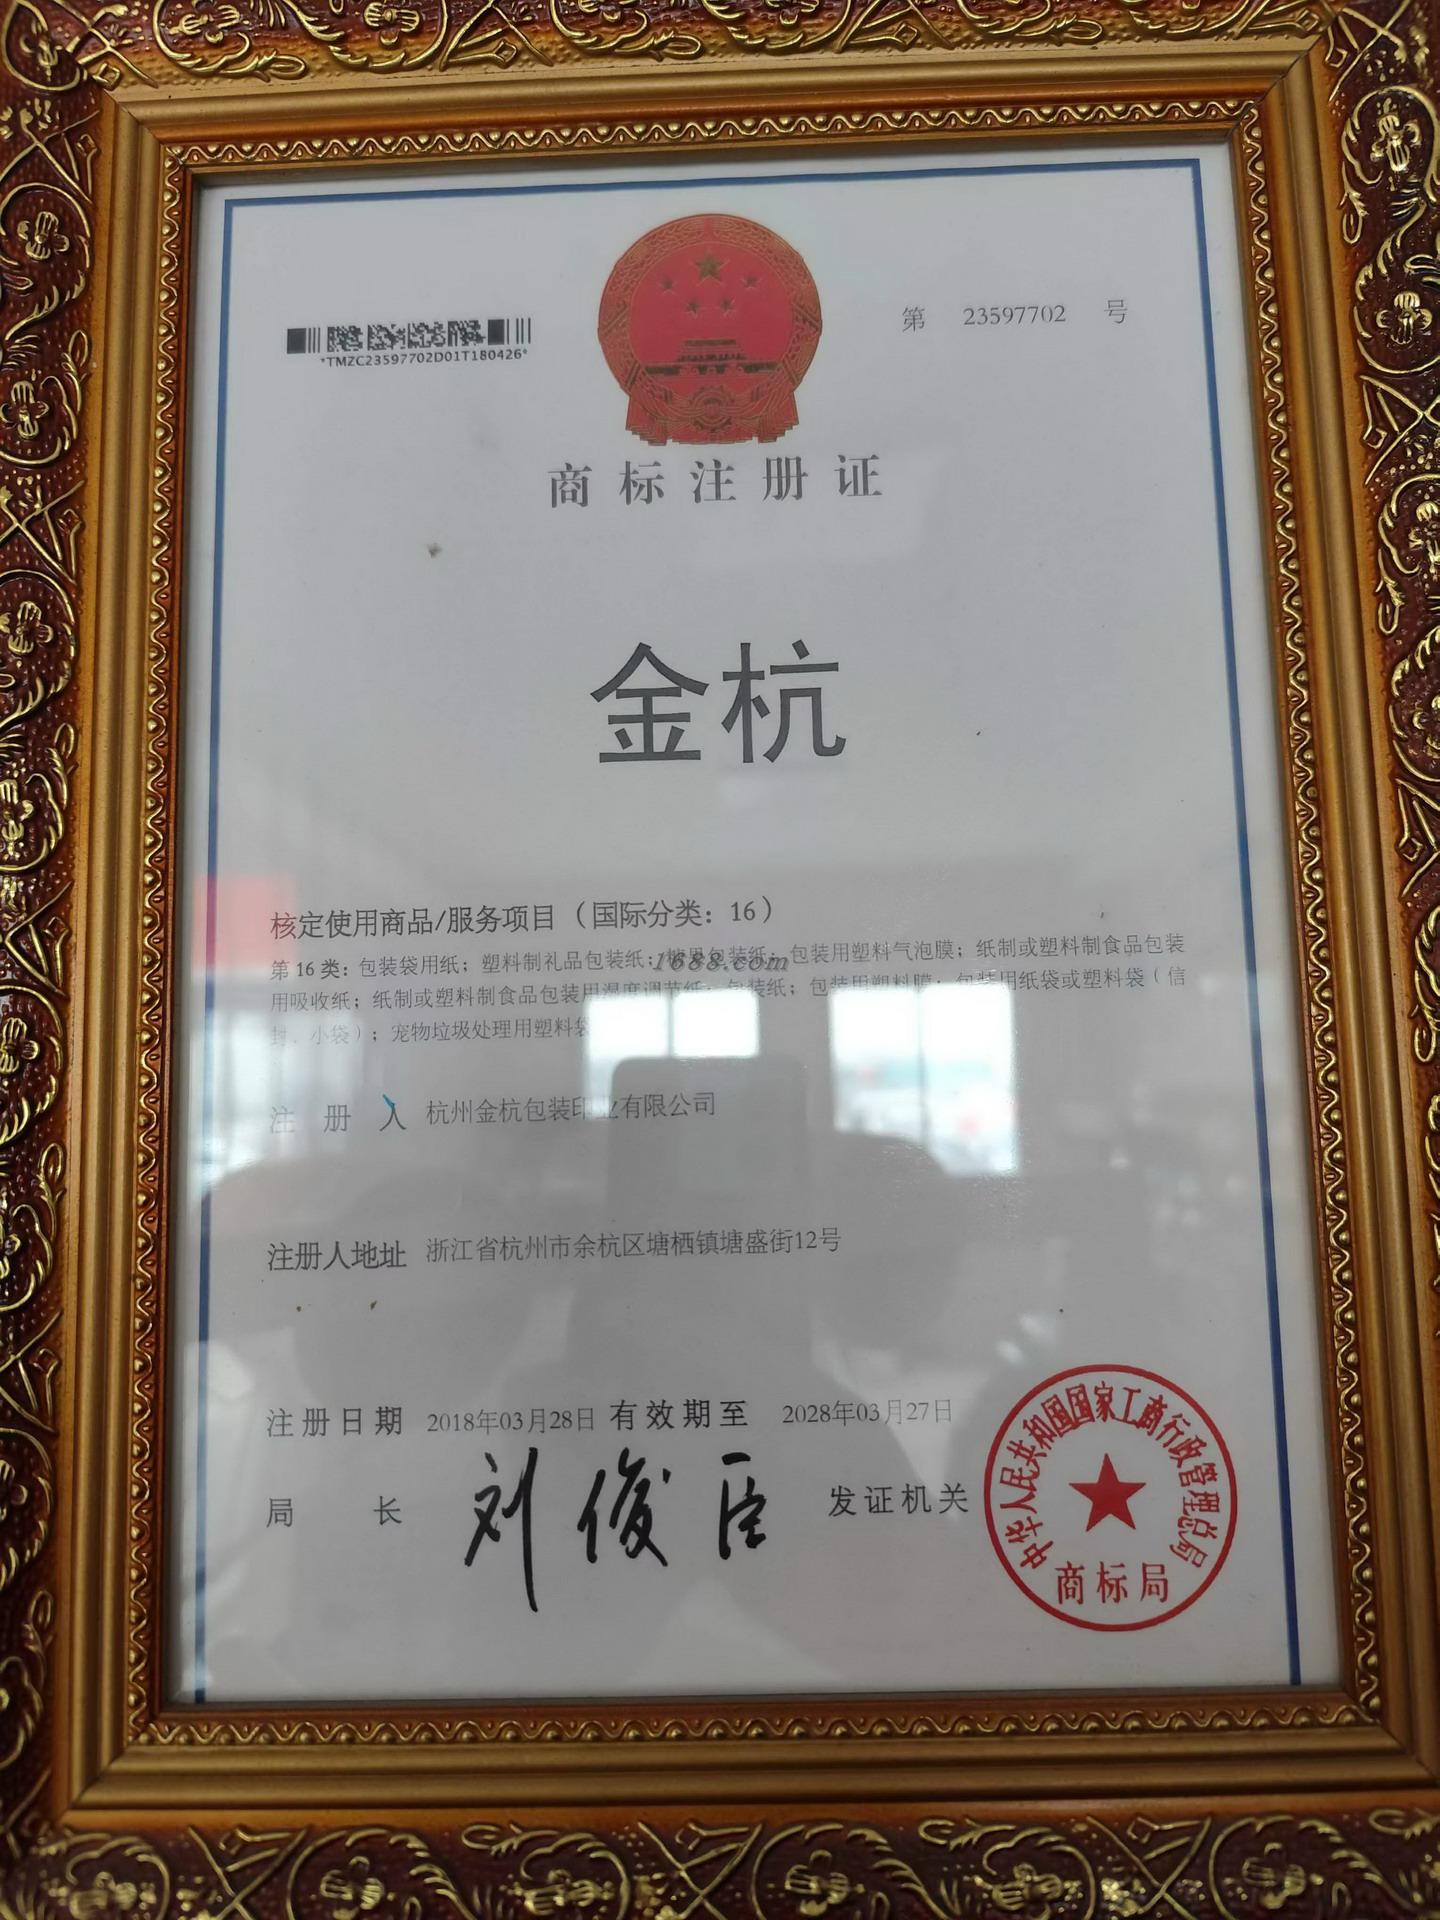 第 23597702 号
*TMZC23597702D01T180426*
商标注册证
金杭
核定使用商品/服务项目（国际分类：16）
第 16 类：包装袋用纸；塑料制礼品包装纸；糖果包装纸；包装用塑料气泡膜；纸制或塑料制食品包装
1688.com
用吸收纸；纸制或塑料制食品包装用湿度调节纸；包装纸；包装用塑料膜；包装用纸袋或塑料袋（信
封、小袋）；宠物垃圾处理用塑料袋
注册人 杭州金杭包装印业有限公司
注册人地址 浙江省杭州市余杭区塘栖镇塘盛街12号
注册日期 2018年03月28日 有效期至 2028年03月27日
局长 刘俊臣 发证机关
中华人民共和国国家工商行政管理总局
商标局